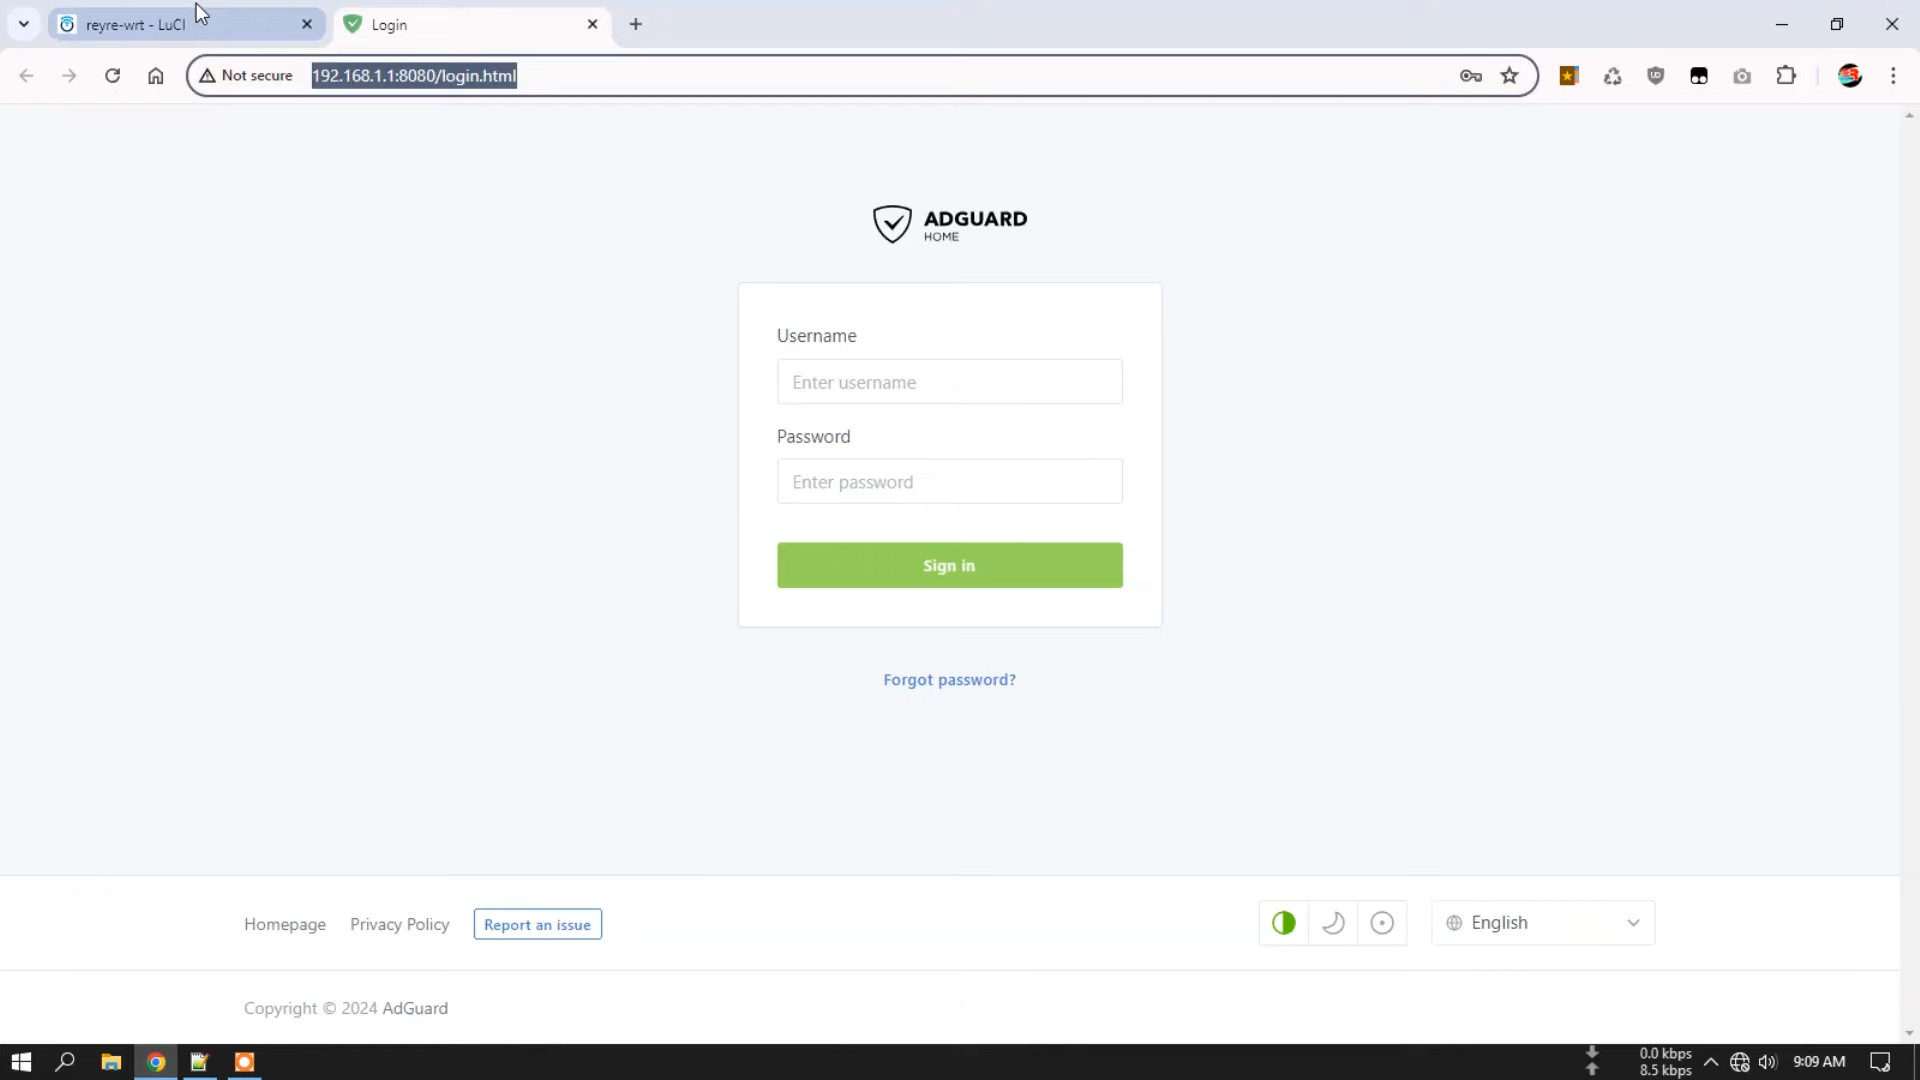 reyre-wrt - LuCI
Login
Not secure
192.168.1.1:8080/login.html
ADGUARD
HOME
Username
Enter username
Password
Enter password
Sign in
Forgot password?
Homepage
Privacy Policy
Report an issue
English
Copyright © 2024 AdGuard
0.0 kbps
8.5 kbps
9:09 AM